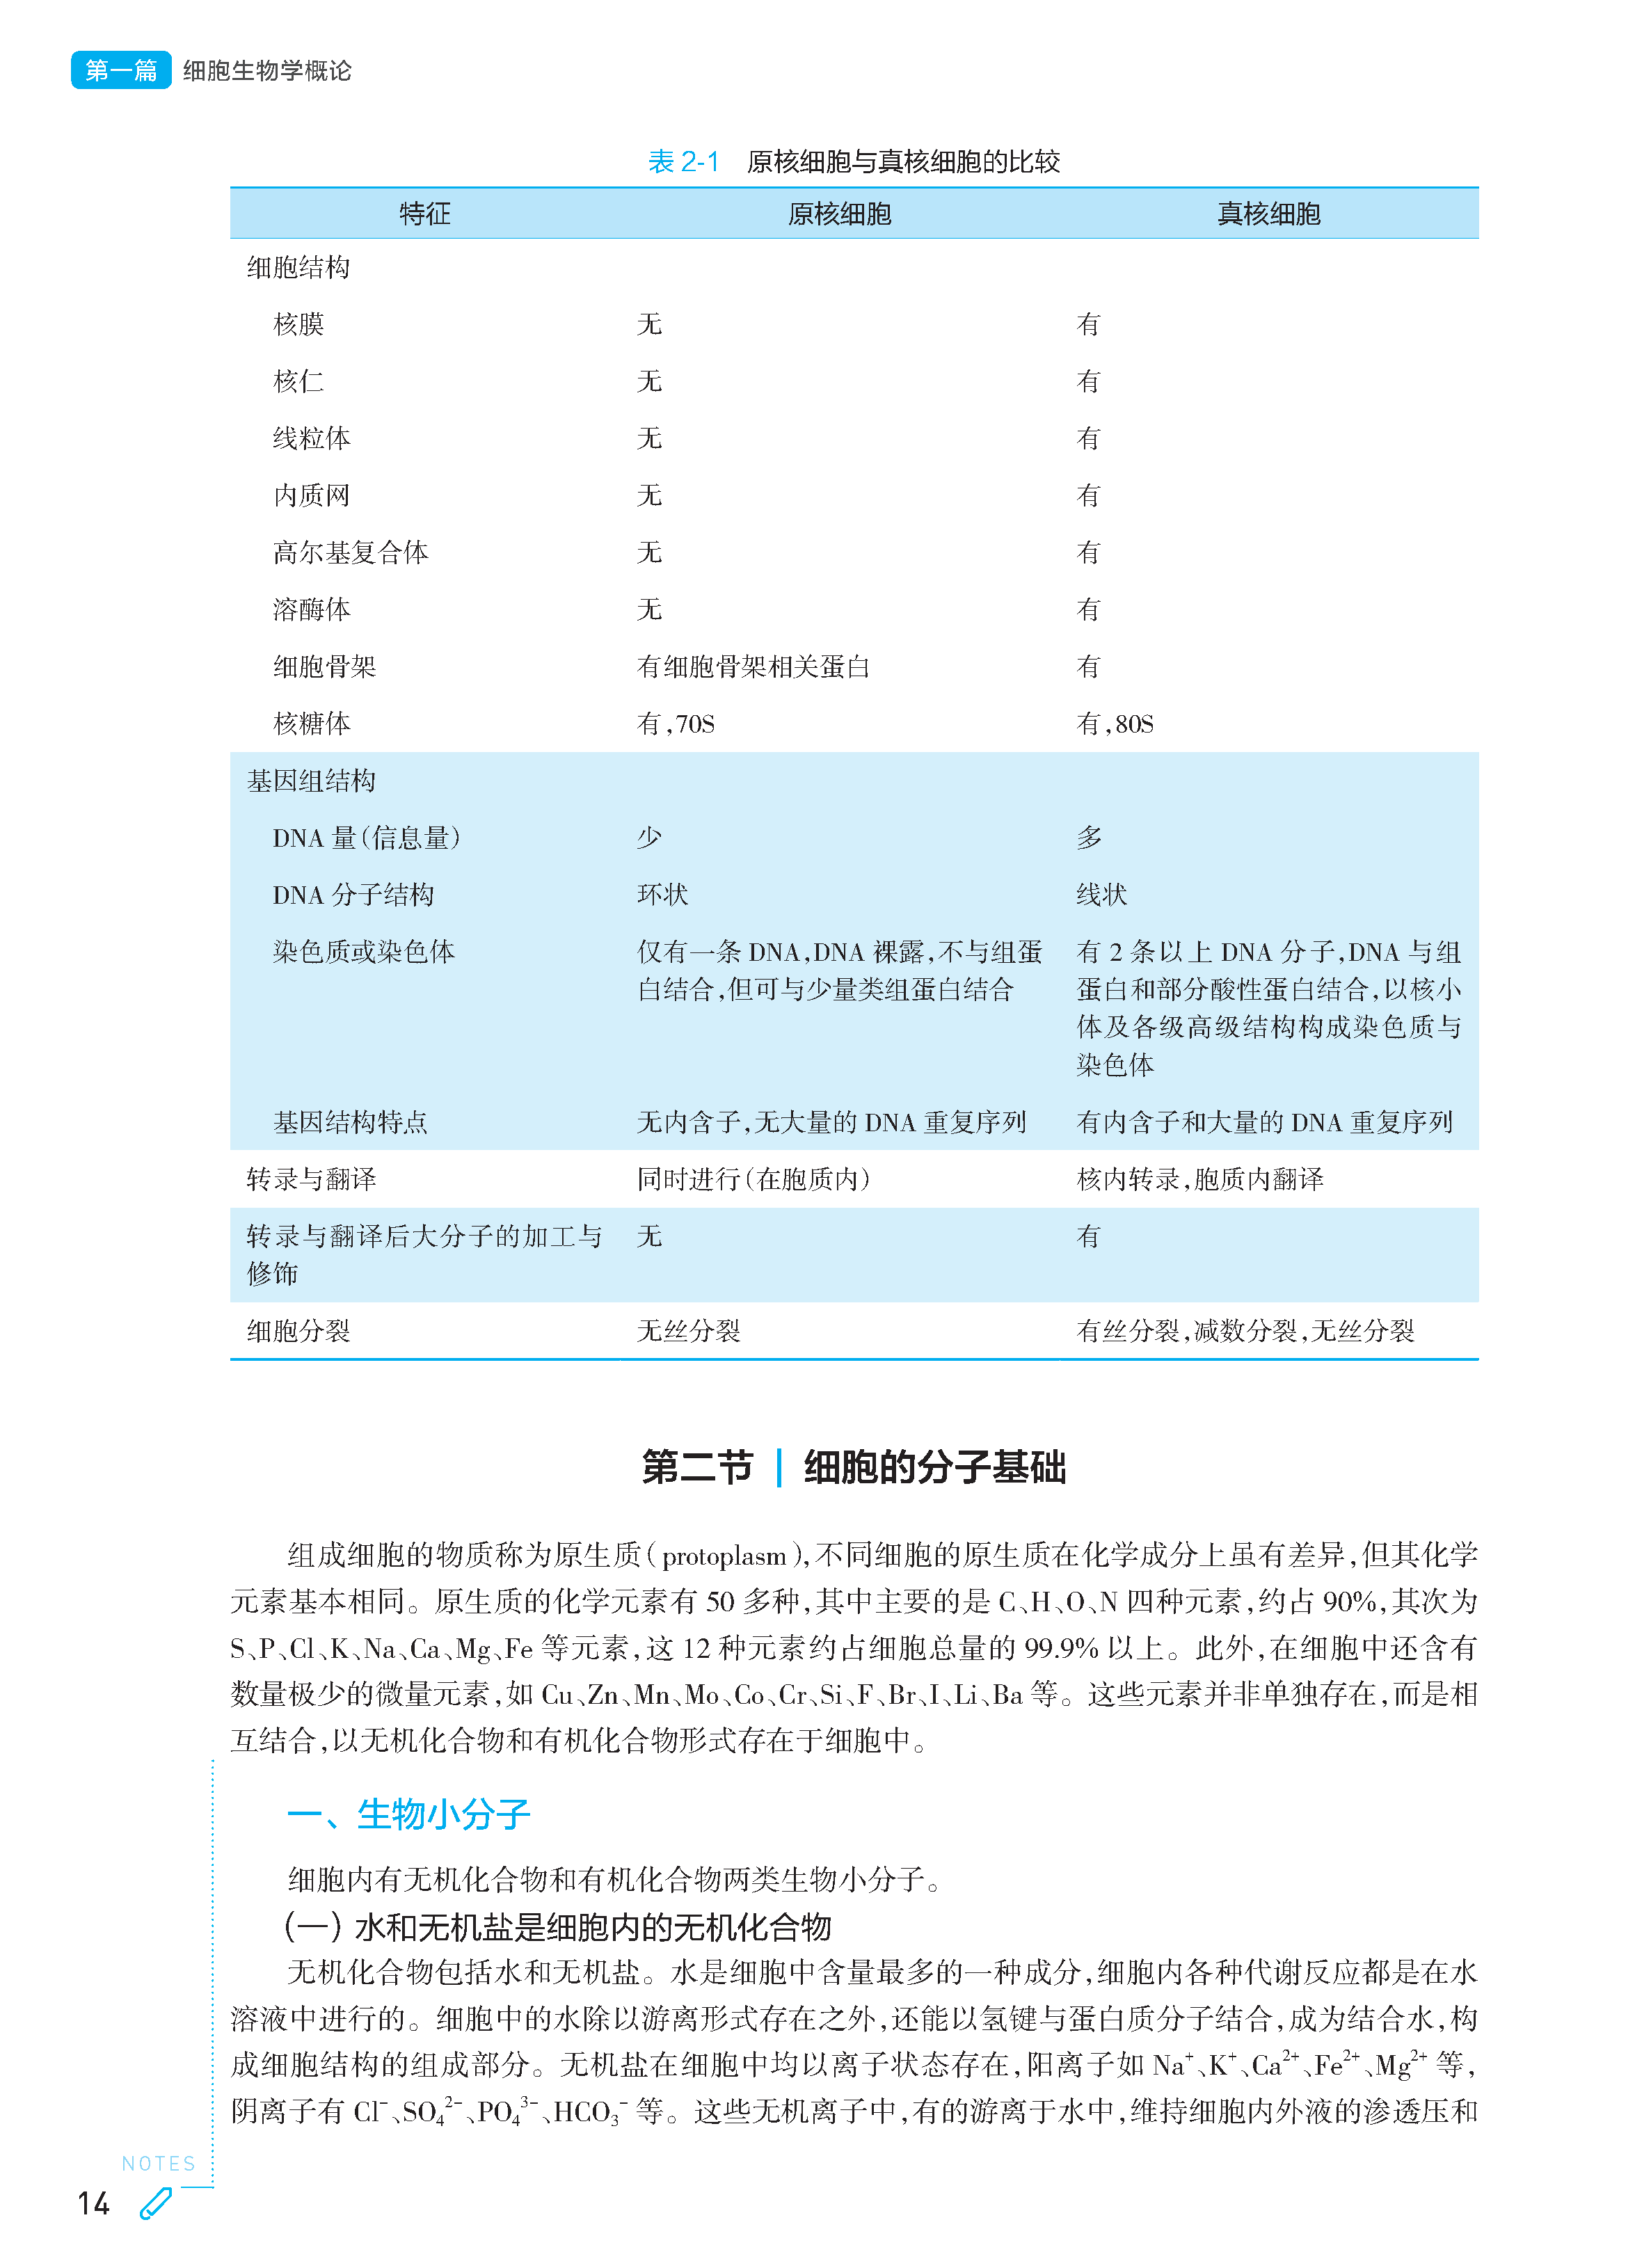 第一篇 细胞生物学概论
表 2-1 原核细胞与真核细胞的比较
特征 原核细胞 真核细胞
细胞结构
核膜 无 有
核仁 无 有
线粒体 无 有
内质网 无 有
高尔基复合体 无 有
溶酶体 无 有
细胞骨架 有细胞骨架相关蛋白 有
核糖体 有,70S 有,80S
基因组结构
DNA 量(信息量) 少 多
DNA 分子结构 环状 线状
染色质或染色体 仅有一条 DNA,DNA 裸露,不与组蛋 有 2 条以上 DNA 分子,DNA 与组
白结合,但可与少量类组蛋白结合 蛋白和部分酸性蛋白结合,以核小
体及各级高级结构构成染色质与
染色体
基因结构特点 无内含子,无大量的 DNA 重复序列 有内含子和大量的 DNA 重复序列
转录与翻译 同时进行(在胞质内) 核内转录,胞质内翻译
转录与翻译后大分子的加工与 无 有
修饰
细胞分裂 无丝分裂 有丝分裂,减数分裂,无丝分裂
第二节 | 细胞的分子基础
组成细胞的物质称为原生质(protoplasm),不同细胞的原生质在化学成分上虽有差异,但其化学
元素基本相同。原生质的化学元素有 50 多种,其中主要的是 C、H、O、N 四种元素,约占 90%,其次为
S、P、Cl、K、Na、Ca、Mg、Fe 等元素,这 12 种元素约占细胞总量的 99.9% 以上。此外,在细胞中还含有
数量极少的微量元素,如 Cu、Zn、Mn、Mo、Co、Cr、Si、F、Br、I、Li、Ba 等。这些元素并非单独存在,而是相
互结合,以无机化合物和有机化合物形式存在于细胞中。
一、生物小分子
细胞内有无机化合物和有机化合物两类生物小分子。
(一)水和无机盐是细胞内的无机化合物
无机化合物包括水和无机盐。水是细胞中含量最多的一种成分,细胞内各种代谢反应都是在水
溶液中进行的。细胞中的水除以游离形式存在之外,还能以氢键与蛋白质分子结合,成为结合水,构
成细胞结构的组成部分。无机盐在细胞中均以离子状态存在,阳离子如 Na⁺、K⁺、Ca²⁺、Fe²⁺、Mg²⁺ 等,
阴离子有 Cl⁻、SO₄²⁻、PO₄³⁻、HCO₃⁻ 等。这些无机离子中,有的游离于水中,维持细胞内外液的渗透压和
NOTES
14